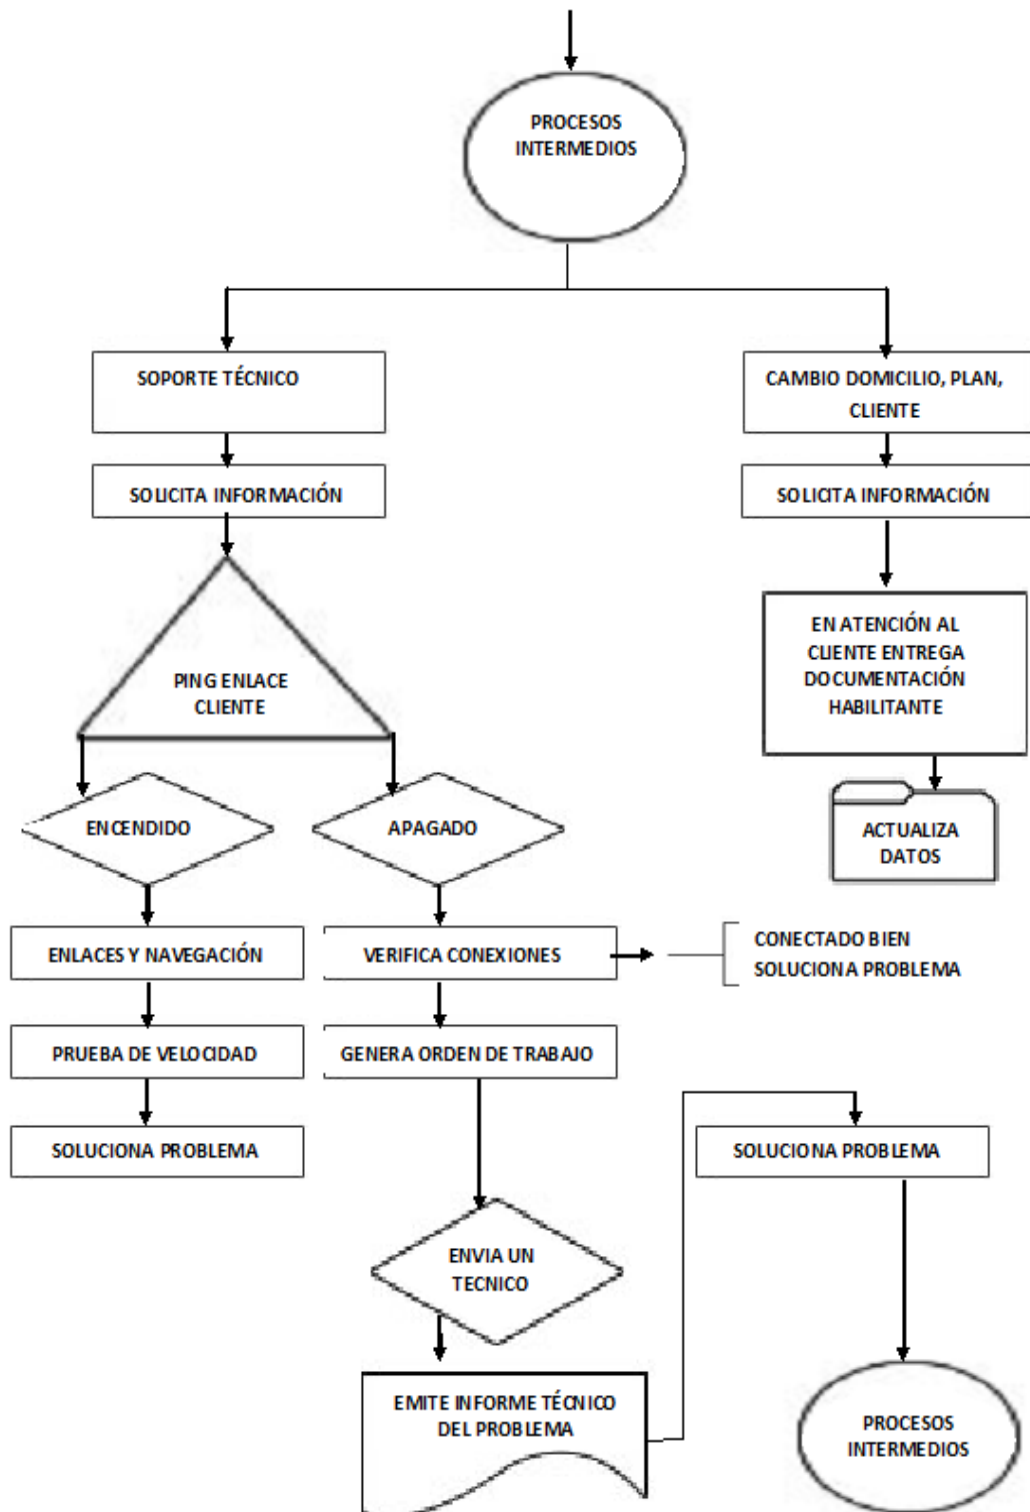 PROCESOS
INTERMEDIOS
SOPORTE TÉCNICO
CAMBIO DOMICILIO, PLAN,
CLIENTE
SOLICITA INFORMACIÓN
SOLICITA INFORMACIÓN
PING ENLACE
CLIENTE
EN ATENCIÓN AL
CLIENTE ENTREGA
DOCUMENTACIÓN
HABILITANTE
ENCENDIDO
APAGADO
ACTUALIZA
DATOS
ENLACES Y NAVEGACIÓN
VERIFICA CONEXIONES
CONECTADO BIEN
SOLUCIONA PROBLEMA
PRUEBA DE VELOCIDAD
GENERA ORDEN DE TRABAJO
SOLUCIONA PROBLEMA
SOLUCIONA PROBLEMA
ENVIA UN
TECNICO
EMITE INFORME TÉCNICO
DEL PROBLEMA
PROCESOS
INTERMEDIOS